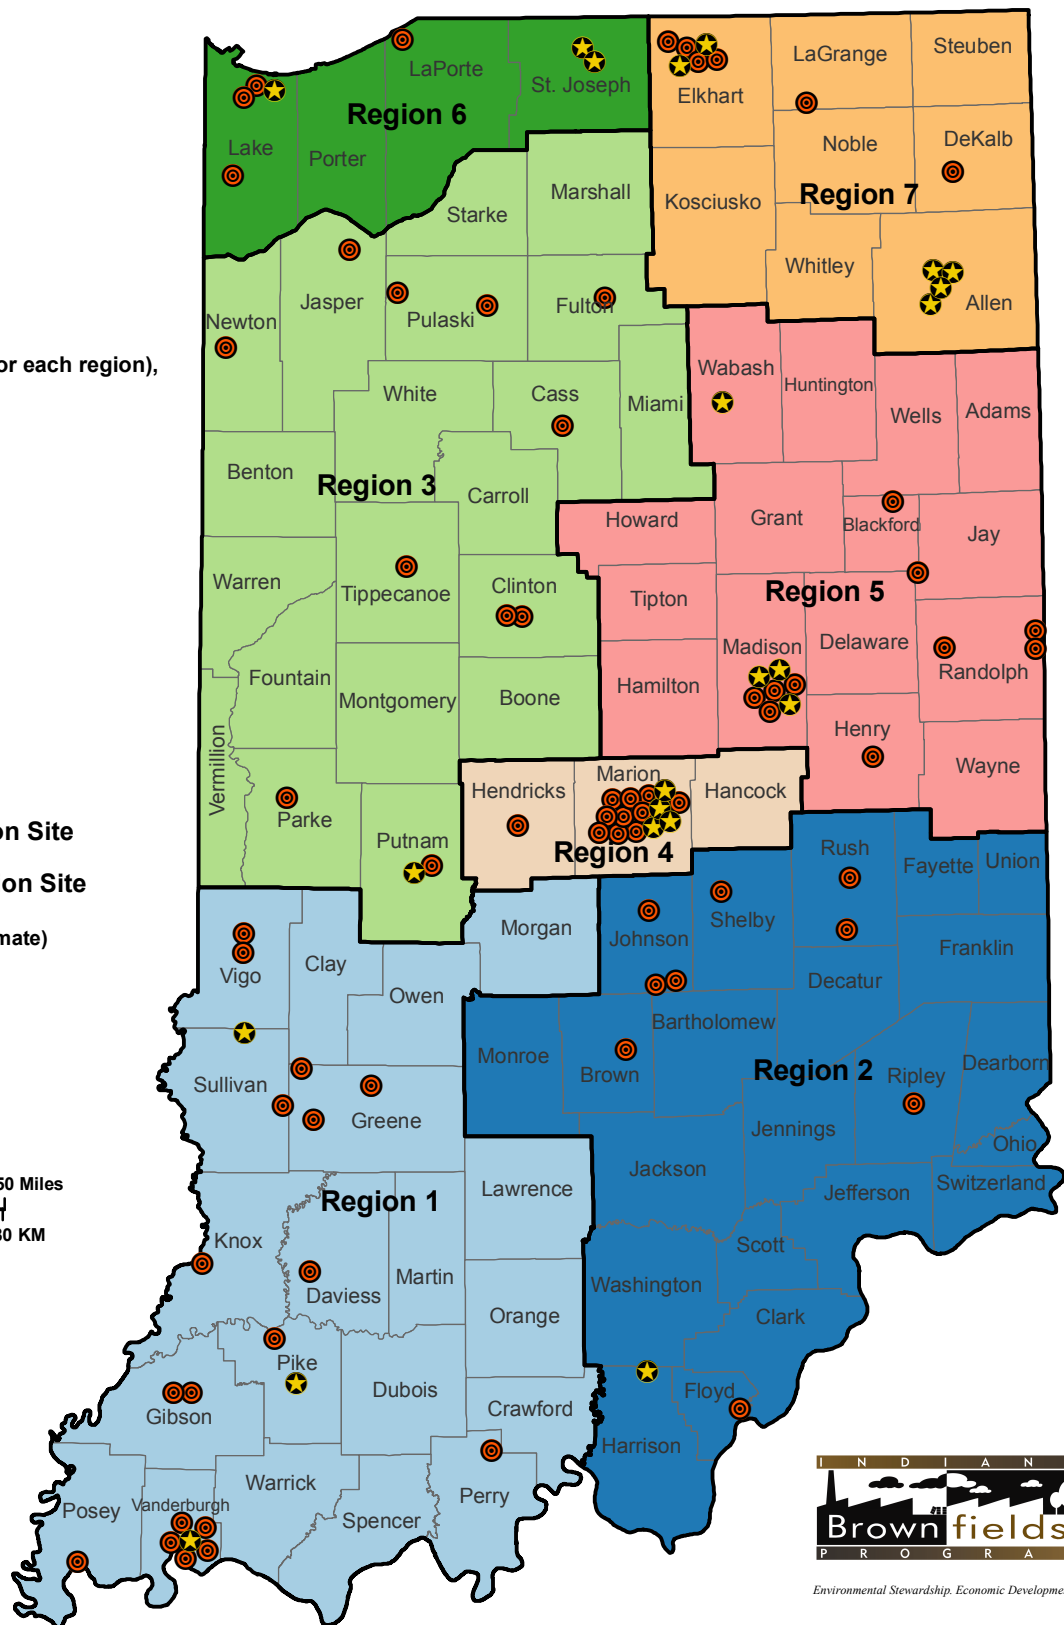 LaPorte
St. Joseph
Region 6
Lake
Porter
Elkhart
LaGrange
Steuben
Noble
DeKalb
Kosciusko
Region 7
Whitley
Allen
Starke
Marshall
Jasper
Newton
Pulaski
Fulton
or each region),
White
Cass
Miami
Benton
Region 3
Carroll
Warren
Tippecanoe
Clinton
Fountain
Montgomery
Boone
Vermillion
Parke
Putnam
Wabash
Huntington
Wells
Adams
Howard
Grant
Blackford
Jay
Tipton
Region 5
Madison
Delaware
Hamilton
Randolph
Henry
Wayne
Hendricks
Marion
Hancock
Region 4
on Site
on Site
mate)
Morgan
Vigo
Clay
Owen
Sullivan
Greene
Region 1
Lawrence
50 Miles
30 KM
Knox
Daviess
Martin
Orange
Pike
Dubois
Gibson
Crawford
Posey
Vanderburgh
Warrick
Spencer
Perry
Rush
Fayette
Union
Johnson
Shelby
Franklin
Decatur
Bartholomew
Monroe
Brown
Region 2
Ripley
Dearborn
Jennings
Ohio
Jackson
Jefferson
Switzerland
Scott
Washington
Clark
Floyd
Harrison
INDIAN
Brownfields
PROGRA
Environmental Stewardship. Economic Developme